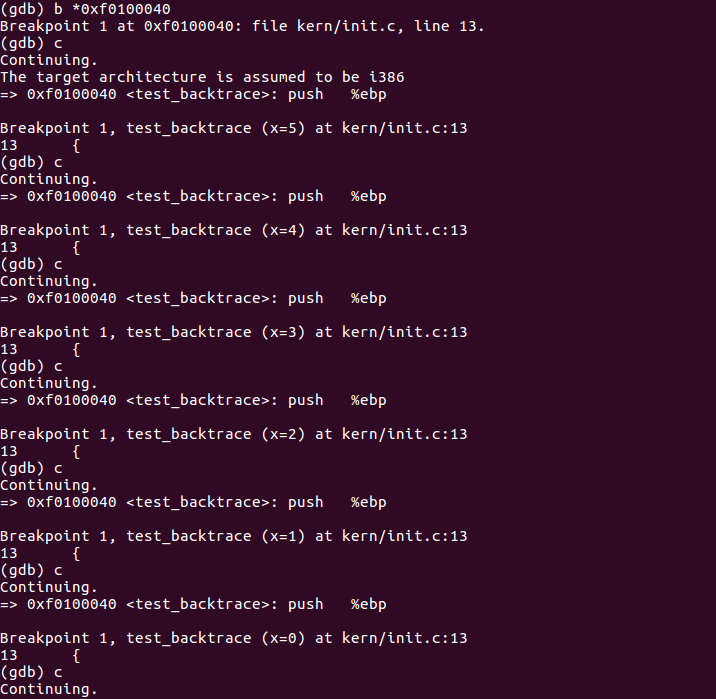 (gdb) b *0xf0100040
Breakpoint 1 at 0xf0100040: file kern/init.c, line 13.
(gdb) c
Continuing.
The target architecture is assumed to be i386
=> 0xf0100040 <test_backtrace>: push   %ebp

Breakpoint 1, test_backtrace (x=5) at kern/init.c:13
13      {
(gdb) c
Continuing.
=> 0xf0100040 <test_backtrace>: push   %ebp

Breakpoint 1, test_backtrace (x=4) at kern/init.c:13
13      {
(gdb) c
Continuing.
=> 0xf0100040 <test_backtrace>: push   %ebp

Breakpoint 1, test_backtrace (x=3) at kern/init.c:13
13      {
(gdb) c
Continuing.
=> 0xf0100040 <test_backtrace>: push   %ebp

Breakpoint 1, test_backtrace (x=2) at kern/init.c:13
13      {
(gdb) c
Continuing.
=> 0xf0100040 <test_backtrace>: push   %ebp

Breakpoint 1, test_backtrace (x=1) at kern/init.c:13
13      {
(gdb) c
Continuing.
=> 0xf0100040 <test_backtrace>: push   %ebp

Breakpoint 1, test_backtrace (x=0) at kern/init.c:13
13      {
(gdb) c
Continuing.